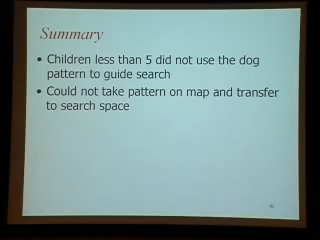 Summary
• Children less than 5 did not use the dog
pattern to guide search
• Could not take pattern on map and transfer
to search space